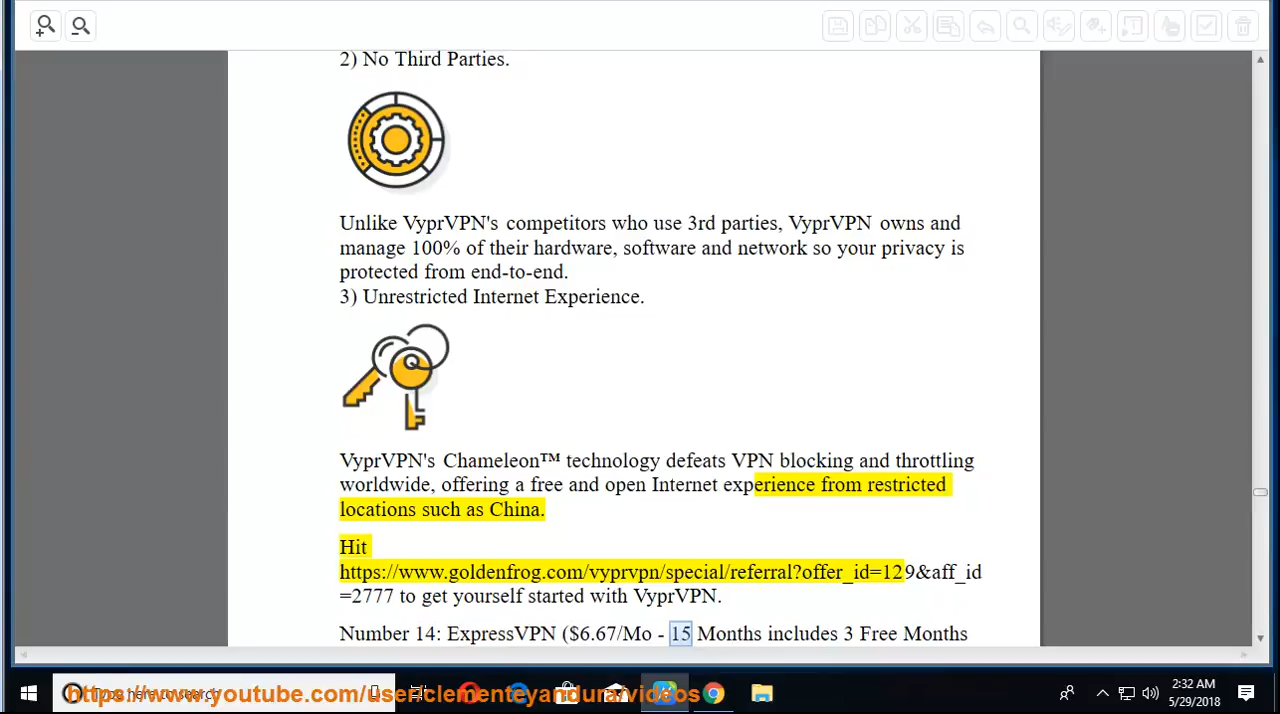 2) No Third Parties.
Unlike VyprVPN's competitors who use 3rd parties, VyprVPN owns and
manage 100% of their hardware, software and network so your privacy is
protected from end-to-end.
3) Unrestricted Internet Experience.
VyprVPN's Chameleon™ technology defeats VPN blocking and throttling
worldwide, offering a free and open Internet experience from restricted
locations such as China.
Hit
https://www.goldenfrog.com/vyprvpn/special/referral?offer_id=129&aff_id
=2777 to get yourself started with VyprVPN.
Number 14: ExpressVPN ($6.67/Mo - 15 Months includes 3 Free Months
Type here to search
https://www.youtube.com/user/clementeyandura/videos
2:32 AM
5/29/2018